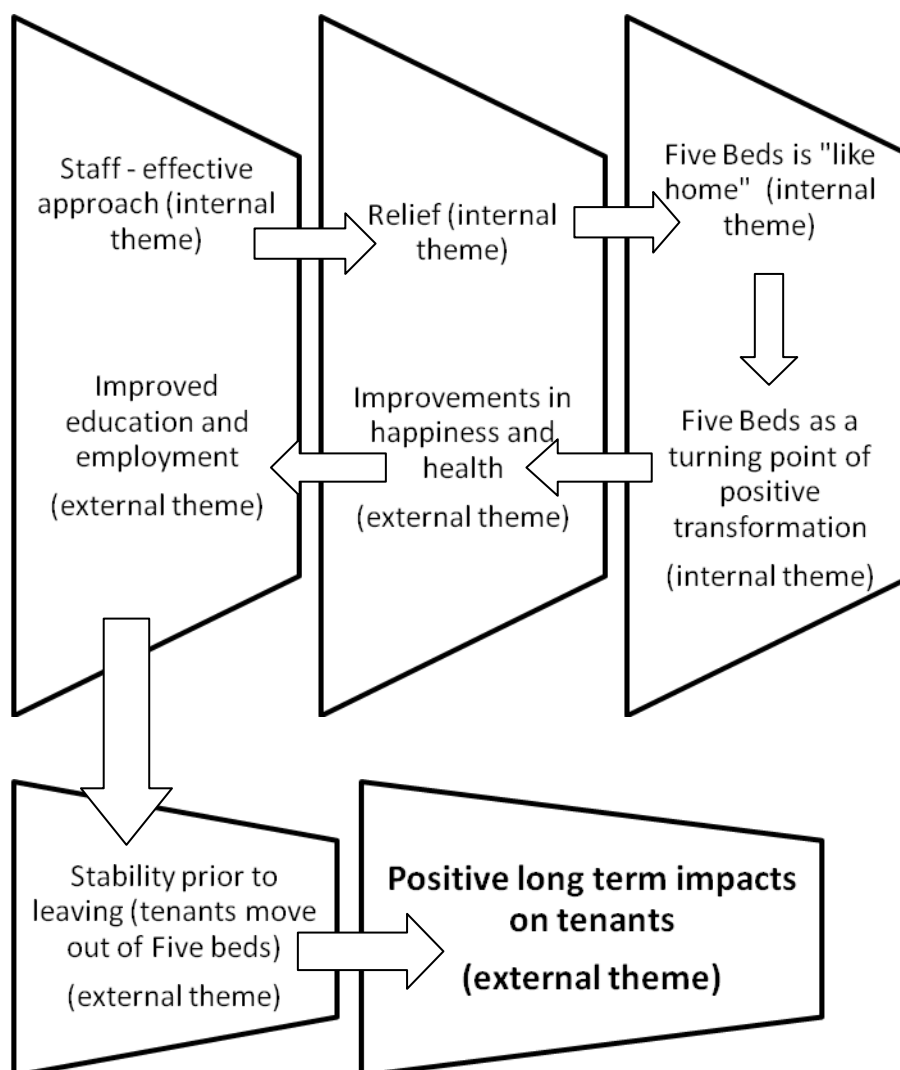 Staff - effective
approach (internal
theme)
Relief (internal
theme)
Five Beds is "like
home"  (internal
theme)
Five Beds as a
turning point of
positive
transformation
(internal theme)
Improvements in
happiness and
health
(external theme)
Improved
education and
employment
(external theme)
Stability prior to
leaving (tenants move
out of Five beds)
(external theme)
Positive long term impacts
on tenants
(external theme)